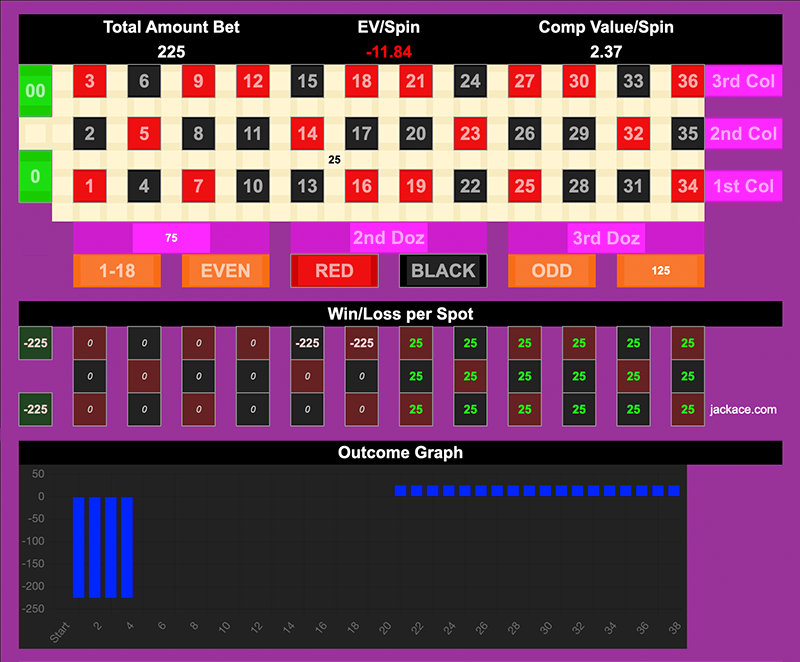 Total Amount Bet EV/Spin Comp Value/Spin
225 -11.84 2.37
00 3 6 9 12 15 18 21 24 27 30 33 36 3rd Col
2 5 8 11 14 17 20 23 26 29 32 35 2nd Col
25
0 1 4 7 10 13 16 19 22 25 28 31 34 1st Col
75 2nd Doz 3rd Doz
1-18 EVEN RED BLACK ODD 125
Win/Loss per Spot
-225 0 0 0 0 -225 -225 25 25 25 25 25 25
0 0 0 0 0 0 25 25 25 25 25 25
-225 0 0 0 0 0 0 25 25 25 25 25 25 jackace.com
Outcome Graph
50
0
-50
-100
-150
-200
-250
Start 2 4 6 8 10 12 14 16 18 20 22 24 26 28 30 32 34 36 38